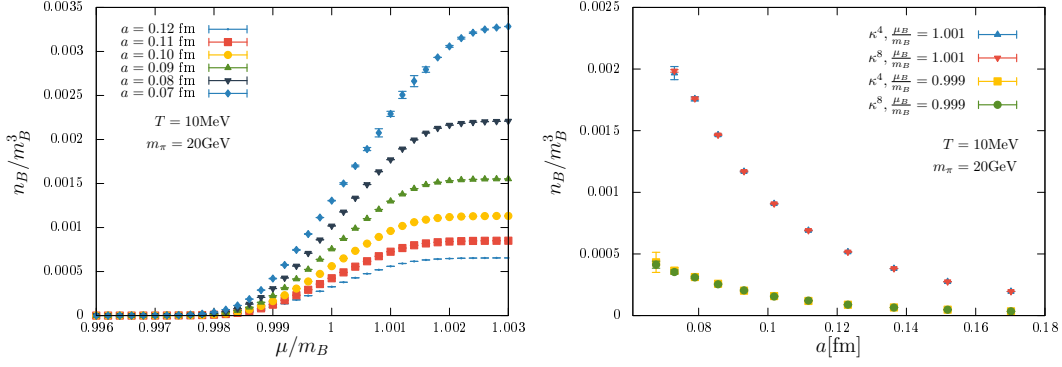 0.0035
0.003
0.0025
0.002
0.0015
0.001
0.0005
0
n_B/m_B^3
a = 0.12 fm
a = 0.11 fm
a = 0.10 fm
a = 0.09 fm
a = 0.08 fm
a = 0.07 fm
T = 10MeV
m_π = 20GeV
0.996 0.997 0.998 0.999 1 1.001 1.002 1.003
μ/m_B
0.0025
0.002
0.0015
0.001
0.0005
0
n_B/m_B^3
κ^4, μ_B/m_B = 1.001
κ^8, μ_B/m_B = 1.001
κ^4, μ_B/m_B = 0.999
κ^8, μ_B/m_B = 0.999
T = 10MeV
m_π = 20GeV
0.08 0.1 0.12 0.14 0.16 0.18
a[fm]